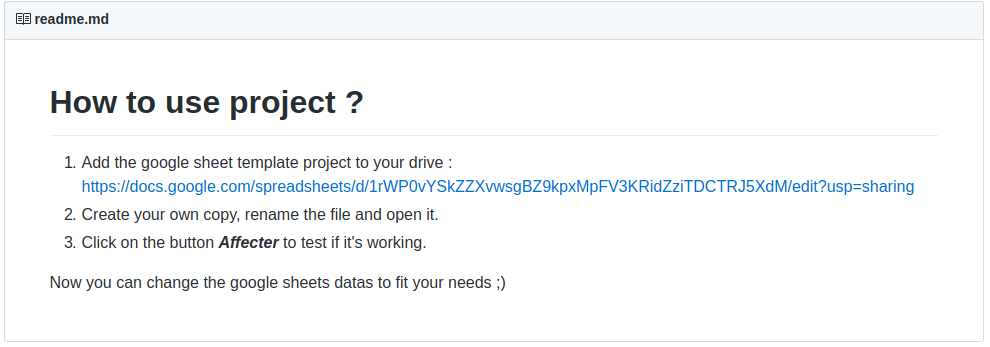 readme.md
How to use project ?
1. Add the google sheet template project to your drive :
https://docs.google.com/spreadsheets/d/1rWP0vYSkZZXvwsgBZ9kpxMpFV3KRidZziTDCTRJ5XdM/edit?usp=sharing
2. Create your own copy, rename the file and open it.
3. Click on the button Affecter to test if it's working.
Now you can change the google sheets datas to fit your needs ;)